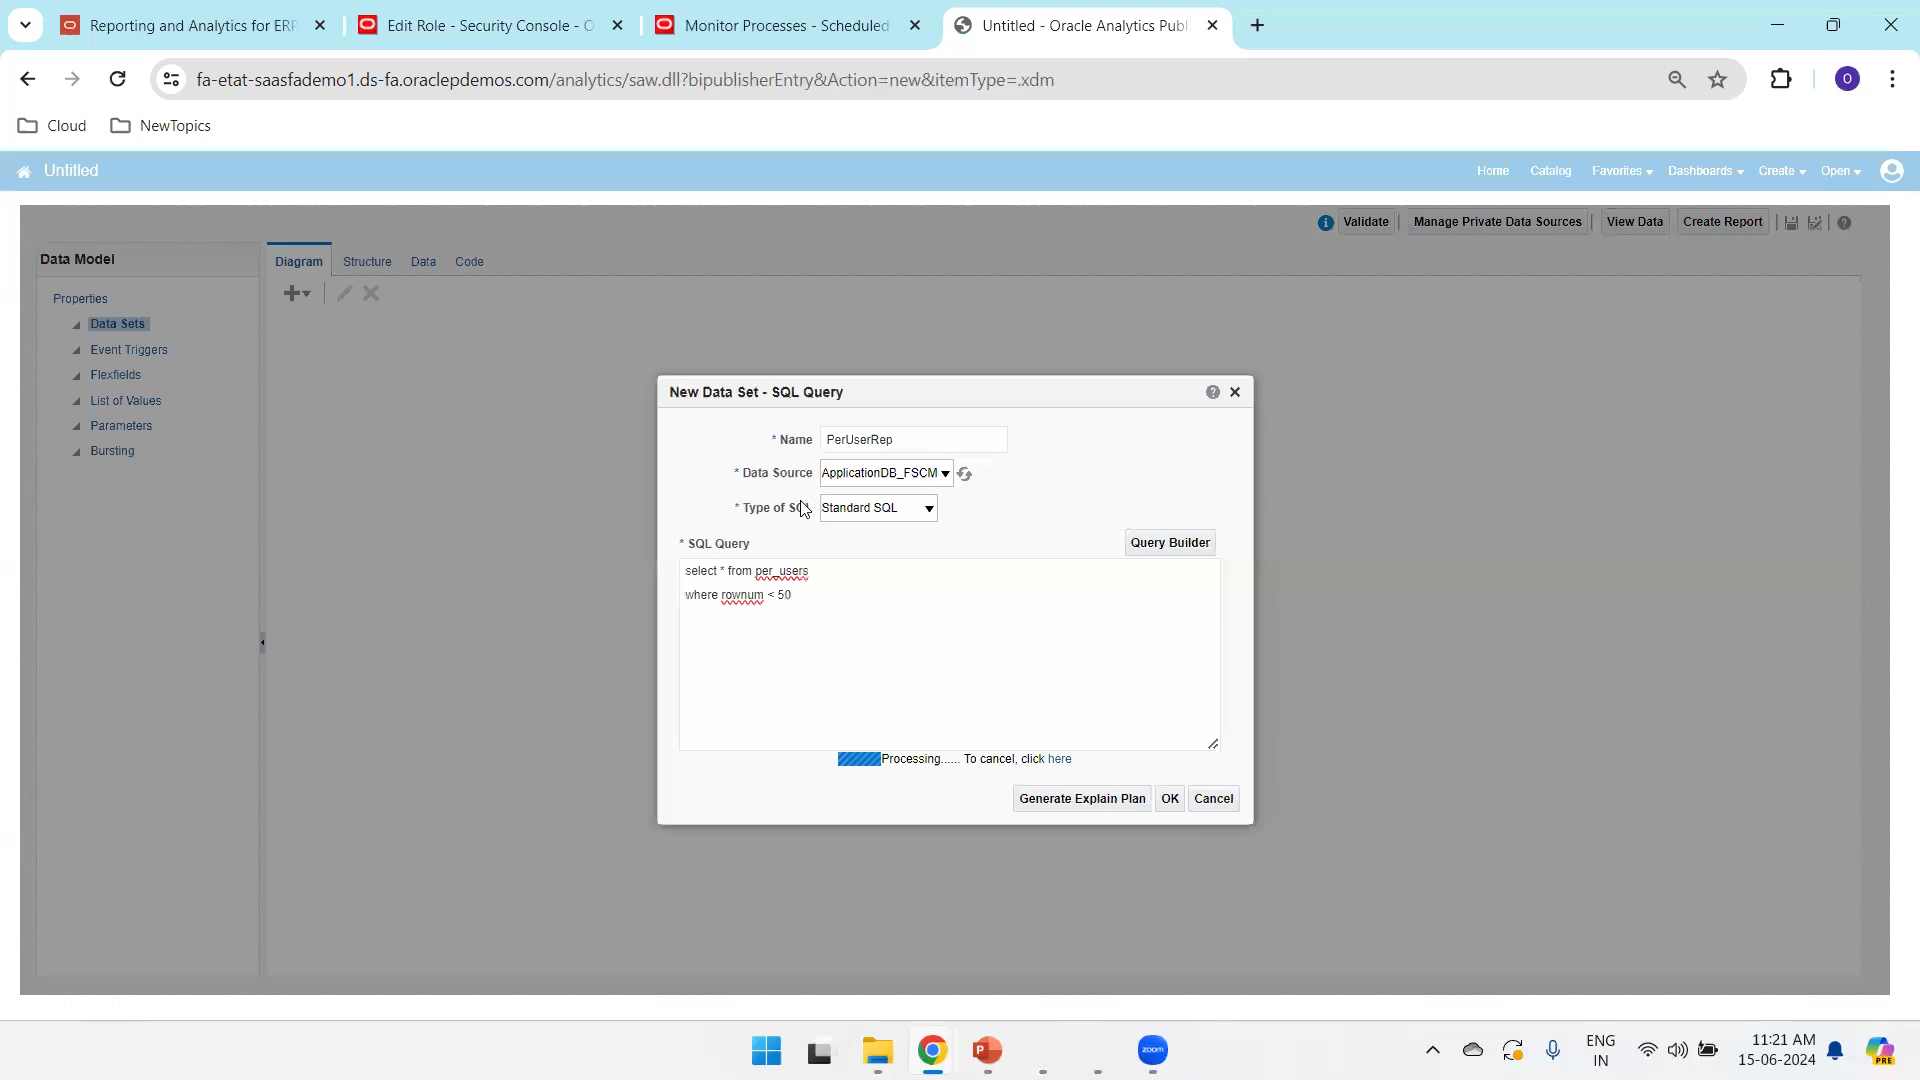 Reporting and Analytics for ERP
Edit Role - Security Console - O
Monitor Processes - Scheduled
Untitled - Oracle Analytics Publ
fa-etat-saasfademo1.ds-fa.oraclepdemos.com/analytics/saw.dll?bipublisherEntry&Action=new&itemType=.xdm
O
Cloud
NewTopics
Untitled
Home
Catalog
Favorites
Dashboards
Create
Open
Validate
Manage Private Data Sources
View Data
Create Report
Data Model
Diagram
Structure
Data
Code
Properties
Data Sets
Event Triggers
Flexfields
List of Values
Parameters
Bursting
New Data Set - SQL Query
* Name PerUserRep
* Data Source ApplicationDB_FSCM
* Type of SQL Standard SQL
* SQL Query
Query Builder
select * from per_users
where rownum < 50
Processing...... To cancel, click here
Generate Explain Plan
OK
Cancel
zoom
ENG
IN
11:21 AM
15-06-2024
PRE